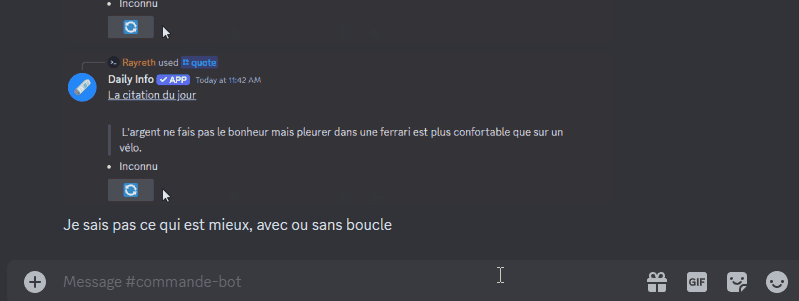 • Inconnu
Rayreth used quote
Daily Info ✓ APP Today at 11:42 AM
La citation du jour
L'argent ne fais pas le bonheur mais pleurer dans une ferrari est plus confortable que sur un
vélo.
• Inconnu
Je sais pas ce qui est mieux, avec ou sans boucle
Message #commande-bot
GIF